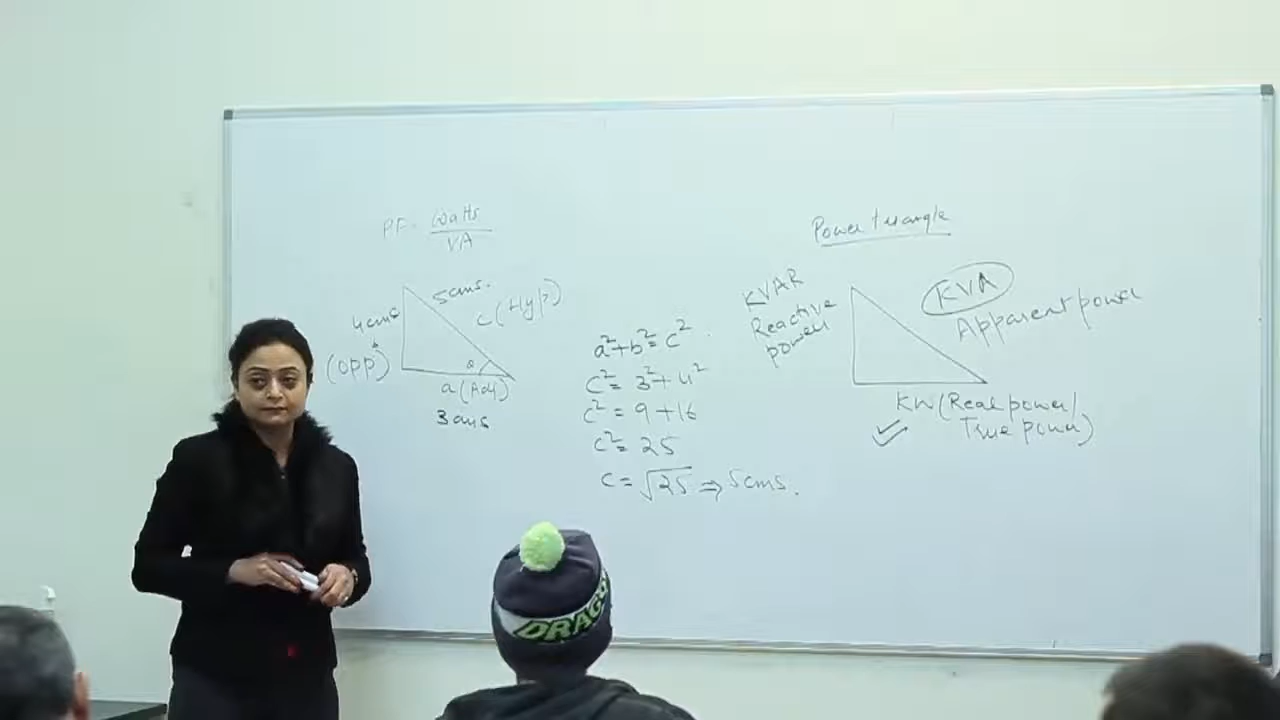 PF = Watts
VA
5cms.
4cms
c (Hyp)
(OPP)
θ
a (Adj)
3cms
a²+b²=c²
c²= 3²+4²
c² = 9+16
c²= 25
c = √25 ⇒ 5cms.
Power triangle
KVAR
Reactive
power
KVA
Apparent power
KW (Real power/
True power)
DRAGO